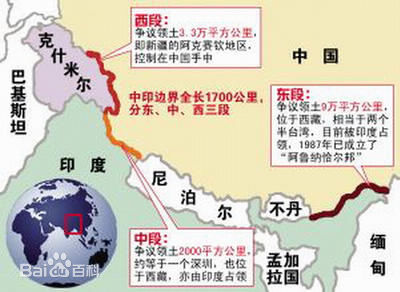 西段：
争议领土3.3万平方公里，
即新疆的阿克赛钦地区，
控制在中国手中
克什米尔
中国
巴基斯坦
中印边界全长1700公里，
分东、中、西三段
东段：
争议领土9万平方公里，
位于西藏，相当于两个
半台湾，目前被印度占
领，1987年已成立了
“阿鲁纳恰尔邦”
印度
尼泊尔
不丹
中段：
争议领土2000平方公里，
约等于一个深圳，也位
于西藏，亦由印度占领
孟加
拉国
缅甸
Bai百科